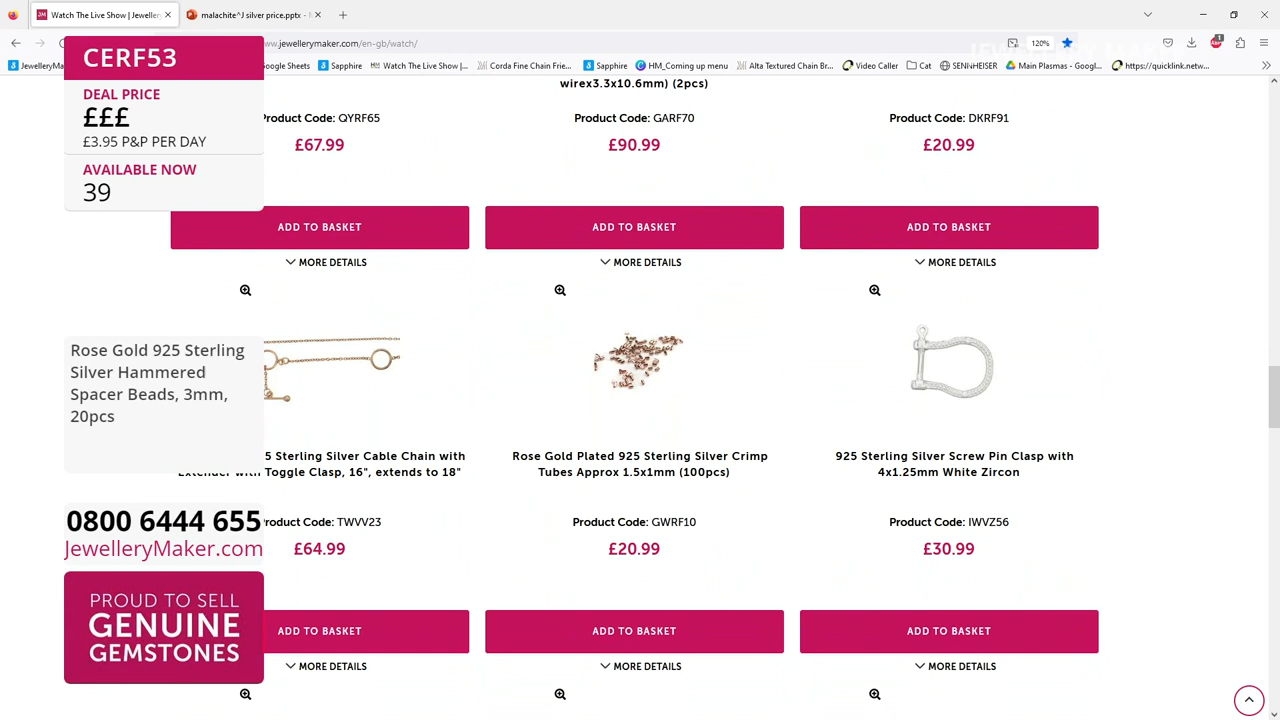 Watch The Live Show | Jeweller
malachite^J silver price.pptx -
ww.jewellerymaker.com/en-gb/watch/
120%
JewelleryM
Google Sheets
Sapphire
Watch The Live Show |...
Corda Fine Chain Frie...
Sapphire
HM_Coming up menu
Alta Textured Chain Br...
Video Caller
Cat
SENNHEISER
Main Plasmas - Googl...
https://quicklink.netw...
CERF53
DEAL PRICE
£££
£3.95 P&P PER DAY
AVAILABLE NOW
39
wirex3.3x10.6mm) (2pcs)
Product Code: QYRF65
Product Code: GARF70
Product Code: DKRF91
£67.99
£90.99
£20.99
ADD TO BASKET
ADD TO BASKET
ADD TO BASKET
MORE DETAILS
MORE DETAILS
MORE DETAILS
Rose Gold 925 Sterling
Silver Hammered
Spacer Beads, 3mm,
20pcs
5 Sterling Silver Cable Chain with
Extender with Toggle Clasp, 16", extends to 18"
Rose Gold Plated 925 Sterling Silver Crimp
Tubes Approx 1.5x1mm (100pcs)
925 Sterling Silver Screw Pin Clasp with
4x1.25mm White Zircon
Product Code: TWVV23
Product Code: GWRF10
Product Code: IWVZ56
£64.99
£20.99
£30.99
0800 6444 655
JewelleryMaker.com
PROUD TO SELL
GENUINE
GEMSTONES
ADD TO BASKET
ADD TO BASKET
ADD TO BASKET
MORE DETAILS
MORE DETAILS
MORE DETAILS